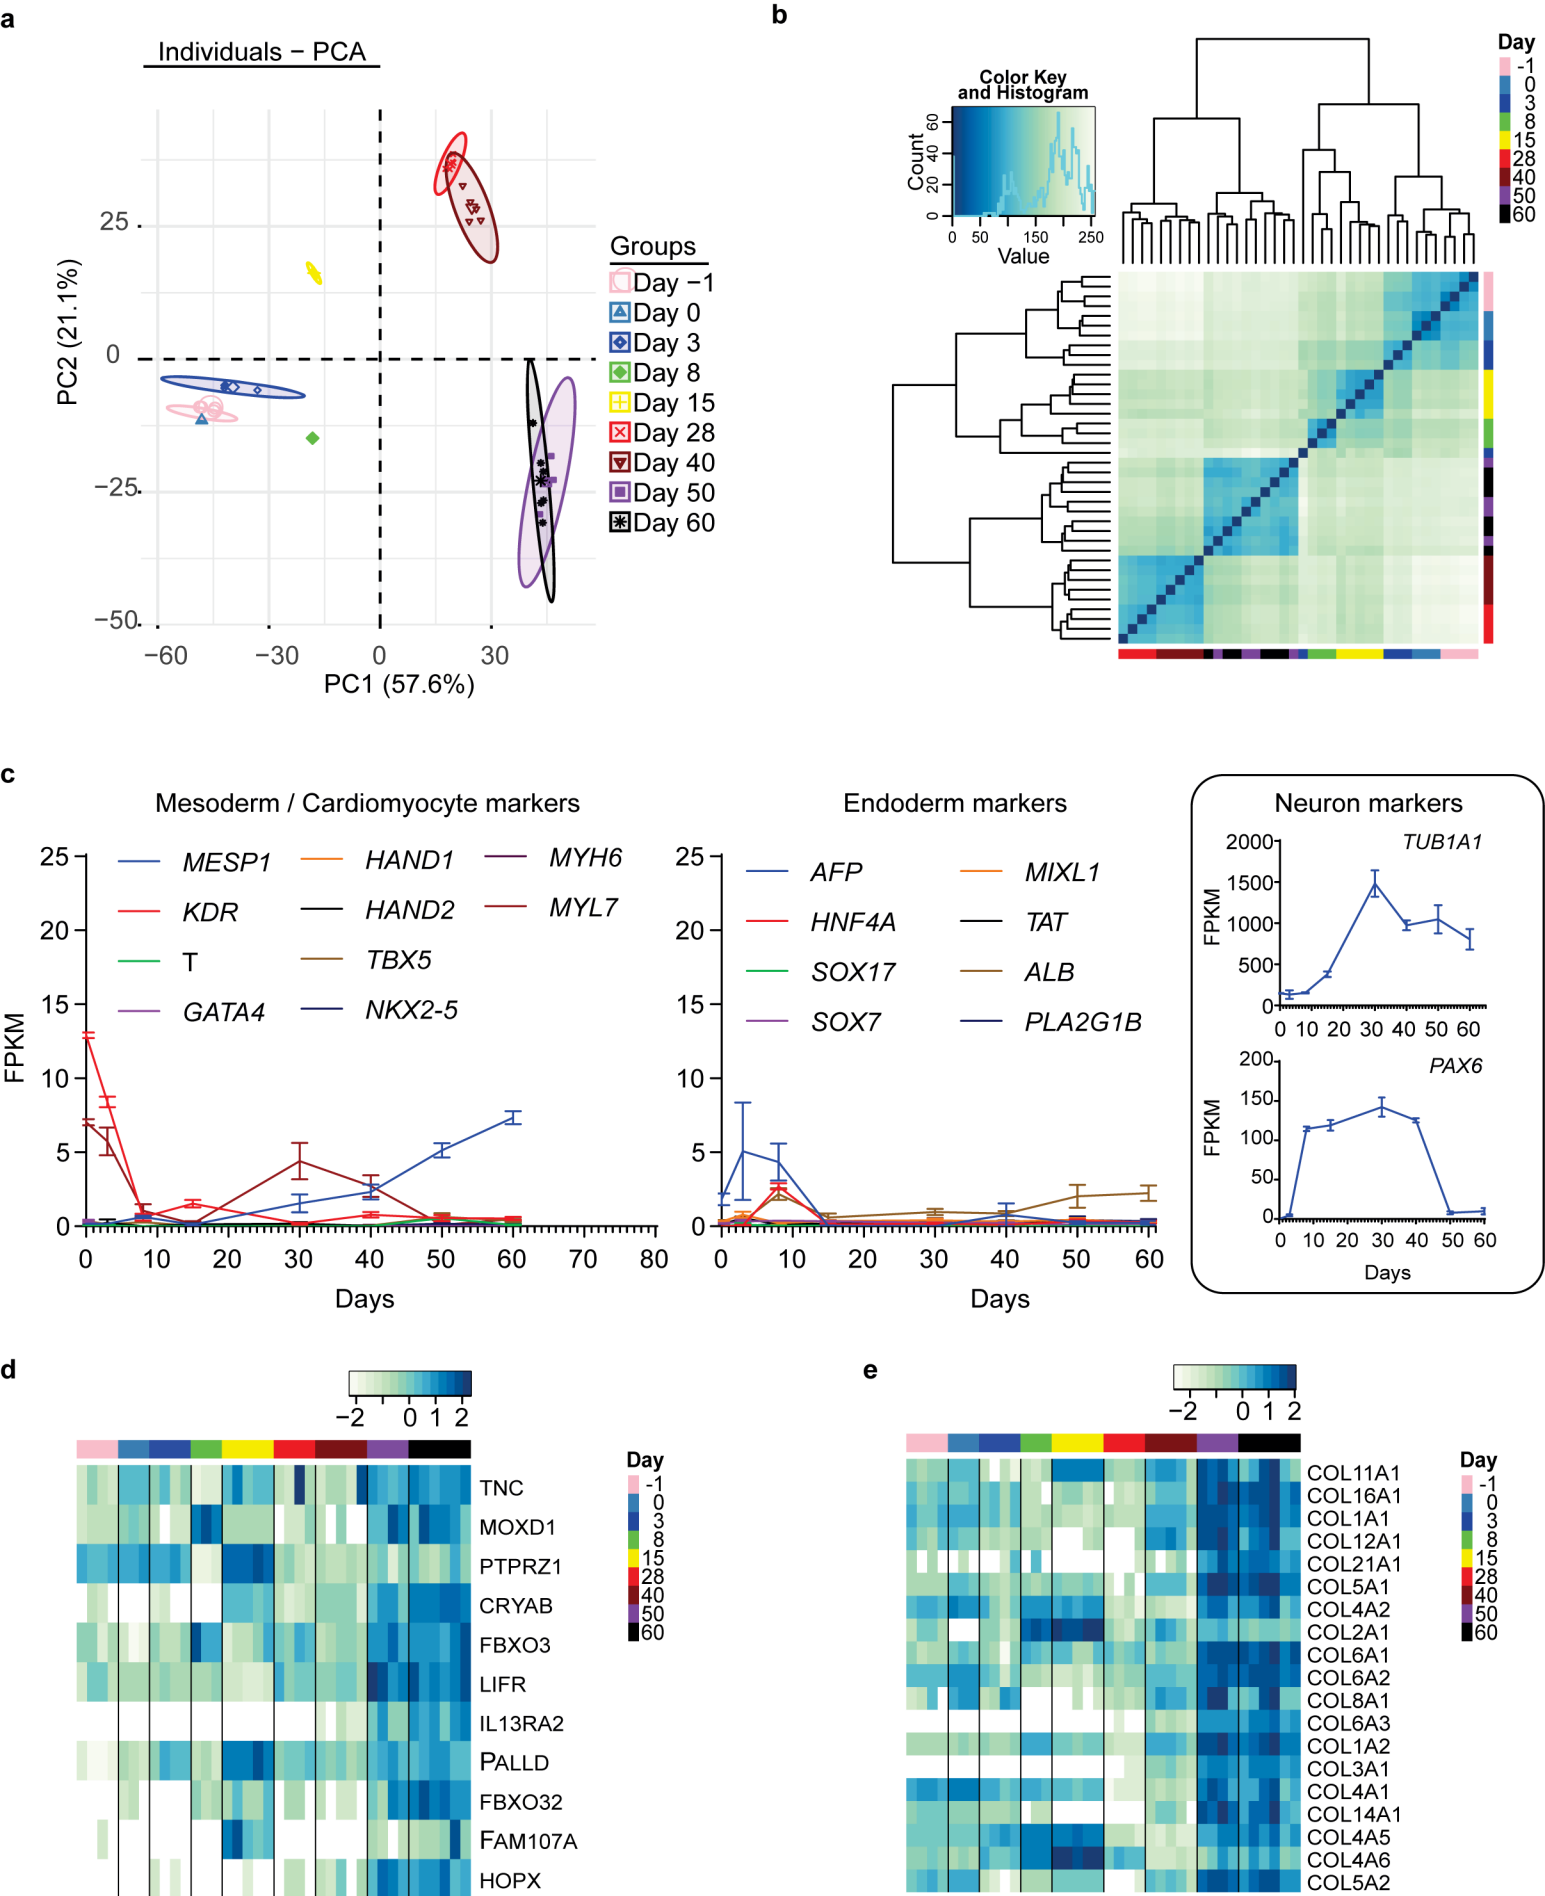 a
Individuals − PCA
25
0
−25
−50
PC2 (21.1%)
−60 −30 0 30
PC1 (57.6%)
Groups
Day −1
Day 0
Day 3
Day 8
Day 15
Day 28
Day 40
Day 50
Day 60
b
Color Key
and Histogram
Count
0 20 40 60
0 50 150 250
Value
Day
-1
0
3
8
15
28
40
50
60
c
Mesoderm / Cardiomyocyte markers
MESP1 HAND1 MYH6
KDR HAND2 MYL7
T TBX5
GATA4 NKX2-5
FPKM
25
20
15
10
5
0
0 10 20 30 40 50 60 70 80
Days
Endoderm markers
AFP MIXL1
HNF4A TAT
SOX17 ALB
SOX7 PLA2G1B
25
20
15
10
5
0
0 10 20 30 40 50 60
Days
Neuron markers
TUB1A1
FPKM
2000
1500
1000
500
0
0 10 20 30 40 50 60
PAX6
FPKM
200
150
100
50
0
0 10 20 30 40 50 60
Days
d
−2 0 1 2
TNC
MOXD1
PTPRZ1
CRYAB
FBXO3
LIFR
IL13RA2
PALLD
FBXO32
FAM107A
HOPX
Day
-1
0
3
8
15
28
40
50
60
e
−2 0 1 2
COL11A1
COL16A1
COL1A1
COL12A1
COL21A1
COL5A1
COL4A2
COL2A1
COL6A1
COL6A2
COL8A1
COL6A3
COL1A2
COL3A1
COL4A1
COL14A1
COL4A5
COL4A6
COL5A2
Day
-1
0
3
8
15
28
40
50
60